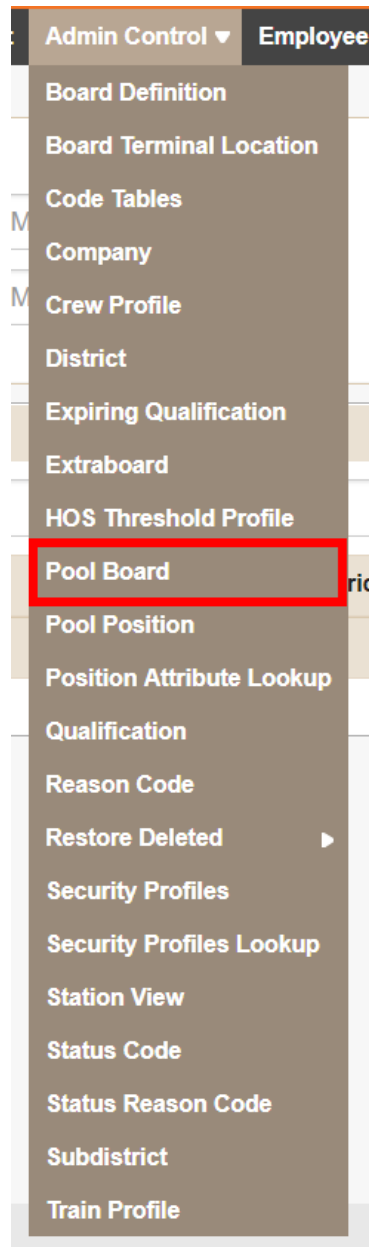 Admin Control ▼ Employee
Board Definition
Board Terminal Location
Code Tables
M
Company
M
Crew Profile
District
Expiring Qualification
Extraboard
HOS Threshold Profile
Pool Board
Pool Position
Position Attribute Lookup
Qualification
Reason Code
Restore Deleted ▶
Security Profiles
Security Profiles Lookup
Station View
Status Code
Status Reason Code
Subdistrict
Train Profile